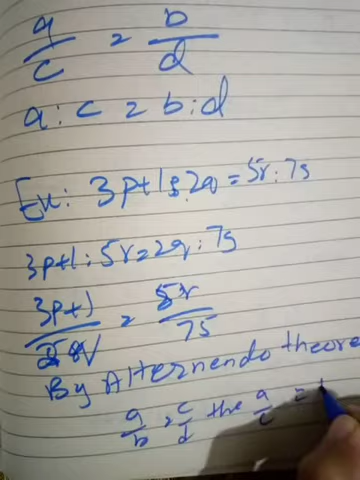 a/c = b/d
a : c = b : d
Ex: 3p+1 : 2q = 5r : 7s
3p+1 : 5r = 2q : 7s
3p+1/2q = 5r/7s
By Alternendo theore
a/b = c/d the a/c =